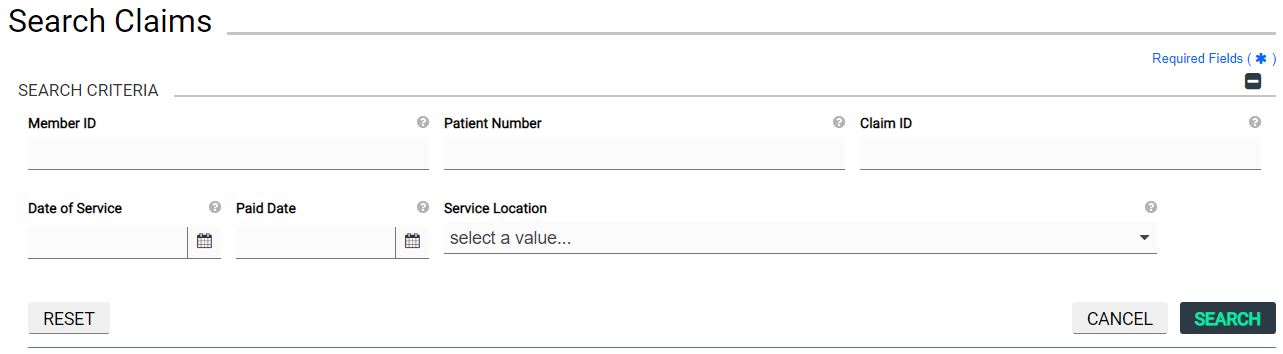 Search Claims
Required Fields ( * )
SEARCH CRITERIA
Member ID ? Patient Number ? Claim ID ?
Date of Service ? Paid Date ? Service Location ?
select a value...
RESET CANCEL SEARCH